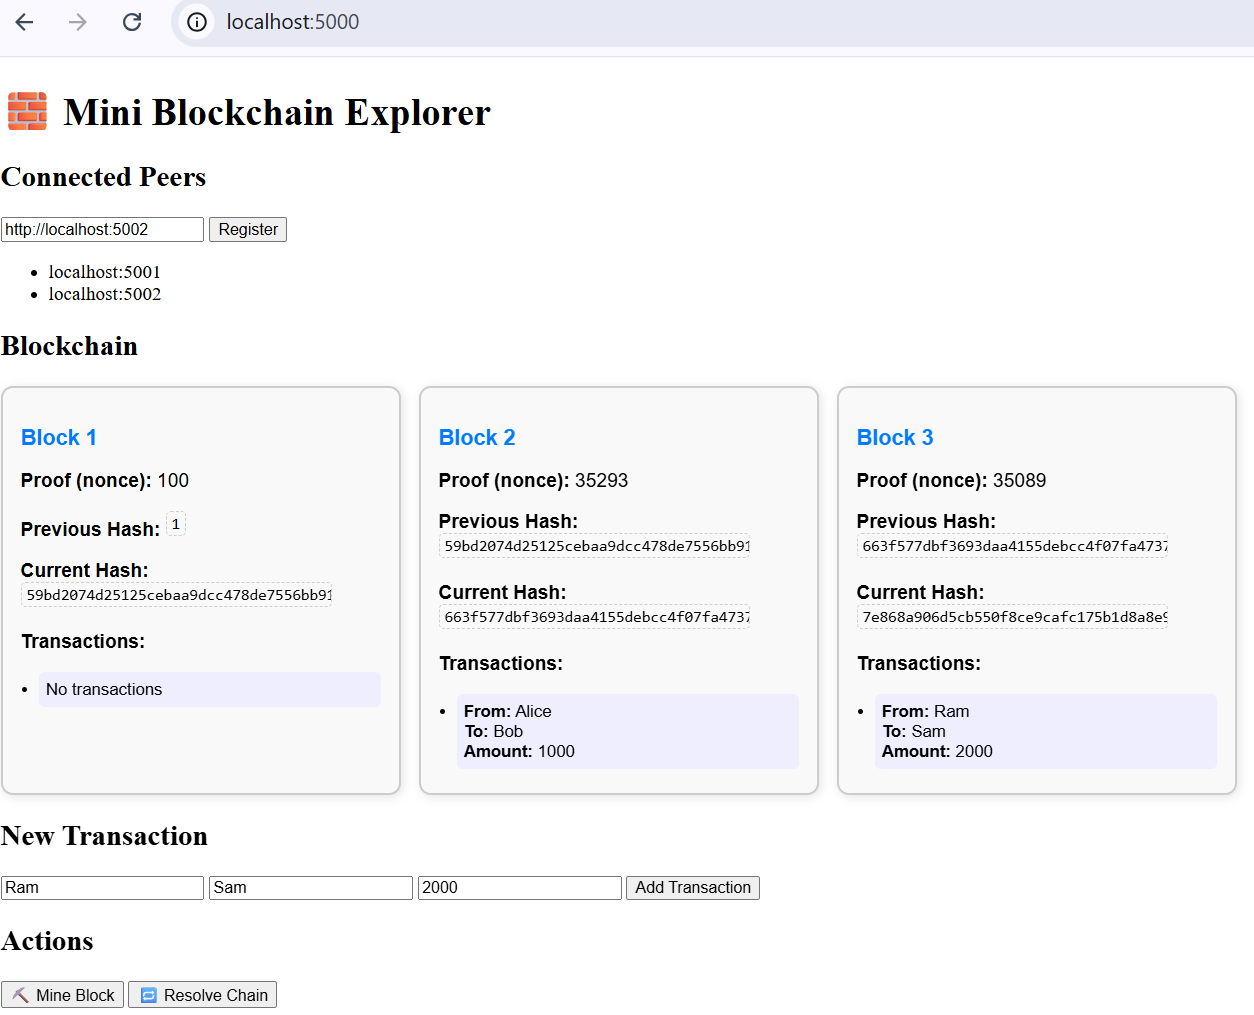 localhost:5000
Mini Blockchain Explorer
Connected Peers
http://localhost:5002 Register
localhost:5001
localhost:5002
Blockchain
Block 1
Proof (nonce): 100
Previous Hash: 1
Current Hash:
59bd2074d25125cebaa9dcc478de7556bb91
Transactions:
No transactions
Block 2
Proof (nonce): 35293
Previous Hash:
59bd2074d25125cebaa9dcc478de7556bb91
Current Hash:
663f577dbf3693daa4155debcc4f07fa4737
Transactions:
From: Alice
To: Bob
Amount: 1000
Block 3
Proof (nonce): 35089
Previous Hash:
663f577dbf3693daa4155debcc4f07fa4737
Current Hash:
7e868a906d5cb550f8ce9cafc175b1d8a8e9
Transactions:
From: Ram
To: Sam
Amount: 2000
New Transaction
Ram Sam 2000 Add Transaction
Actions
Mine Block Resolve Chain